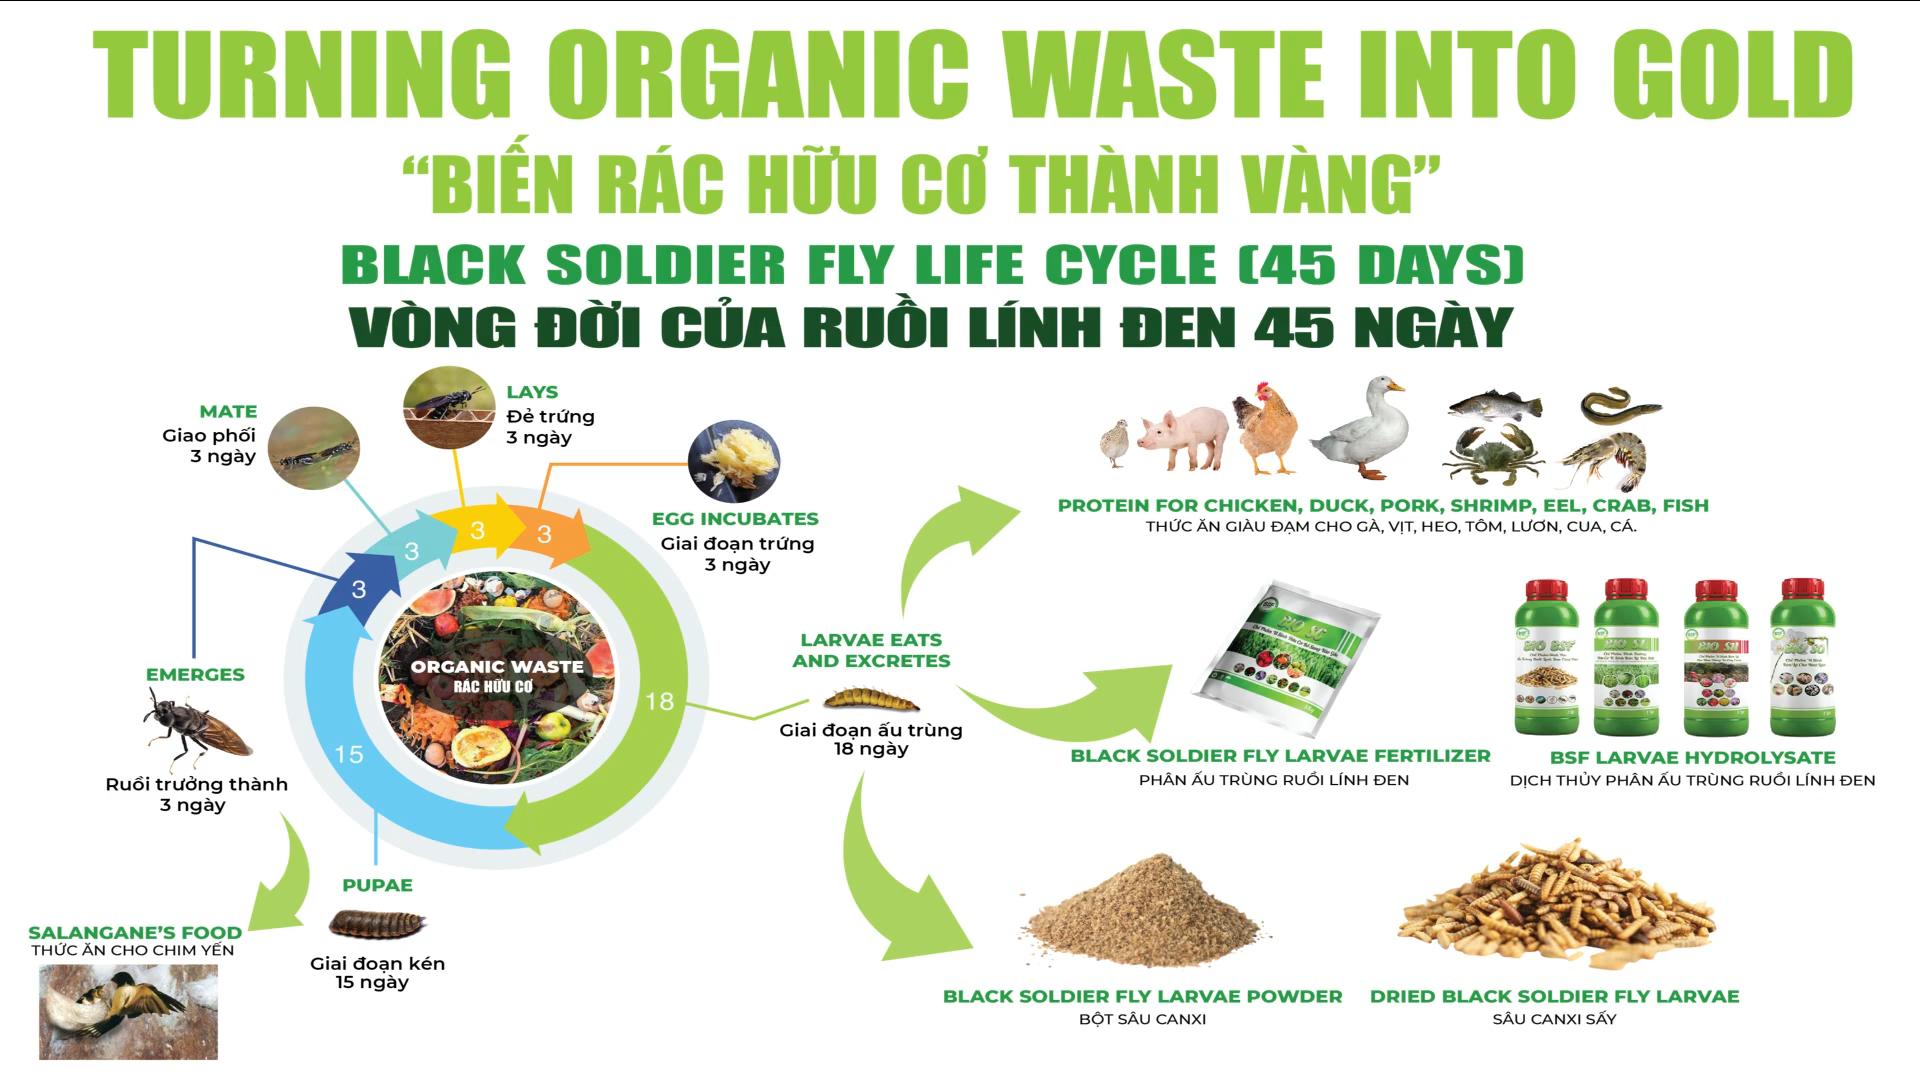 TURNING ORGANIC WASTE INTO GOLD
“BIẾN RÁC HỮU CƠ THÀNH VÀNG”
BLACK SOLDIER FLY LIFE CYCLE (45 DAYS)
VÒNG ĐỜI CỦA RUỒI LÍNH ĐEN 45 NGÀY
MATE
Giao phối
3 ngày
LAYS
Đẻ trứng
3 ngày
EGG INCUBATES
Giai đoạn trứng
3 ngày
3
3
3
3
18
15
ORGANIC WASTE
RÁC HỮU CƠ
EMERGES
Ruồi trưởng thành
3 ngày
PUPAE
Giai đoạn kén
15 ngày
SALANGANE’S FOOD
THỨC ĂN CHO CHIM YẾN
LARVAE EATS
AND EXCRETES
Giai đoạn ấu trùng
18 ngày
PROTEIN FOR CHICKEN, DUCK, PORK, SHRIMP, EEL, CRAB, FISH
THỨC ĂN GIÀU ĐẠM CHO GÀ, VỊT, HEO, TÔM, LƯƠN, CUA, CÁ.
BSF
BIO SG
BLACK SOLDIER FLY LARVAE FERTILIZER
PHÂN ẤU TRÙNG RUỒI LÍNH ĐEN
BIO BSF
BIO SH
BSF LARVAE HYDROLYSATE
DỊCH THỦY PHÂN ẤU TRÙNG RUỒI LÍNH ĐEN
BLACK SOLDIER FLY LARVAE POWDER
BỘT SÂU CANXI
DRIED BLACK SOLDIER FLY LARVAE
SÂU CANXI SẤY